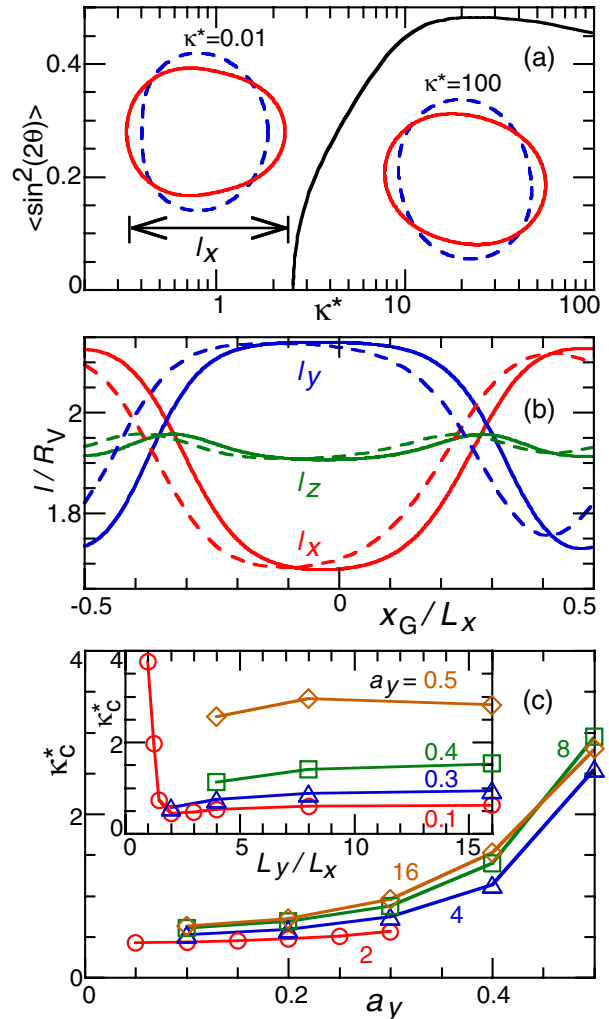 0.4
0.2
0
<sin²(2θ)>
κ*=0.01
(a)
κ*=100
l_x
1
κ*
10
100
2
1.8
l / R_V
l_y
(b)
l_z
l_x
-0.5
0
x_G / L_x
0.5
4
2
0
κ_c*
4
2
0
κ_c*
a_y= 0.5
(c)
0.4
0.3
0.1
0
5
10
15
L_y / L_x
8
16
4
2
0
0.2
0.4
a_y